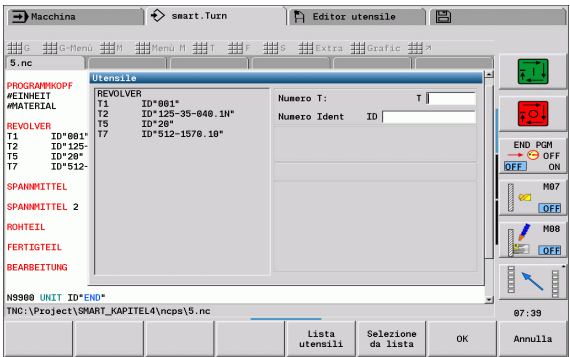 Macchina
smart.Turn
Editor utensile
G G-Menù M Menù M T F S Extra Grafic
5.nc
PROGRAMMKOPF
#EINHEIT
#MATERIAL
REVOLVER
T1 ID"001"
T2 ID"125-
T5 ID"20"
T7 ID"512-
SPANNMITTEL
SPANNMITTEL 2
ROHTEIL
FERTIGTEIL
BEARBEITUNG
N9900 UNIT ID"END"
Utensile
REVOLVER
T1 ID"001"
T2 ID"125-35-040.1N"
T5 ID"20"
T7 ID"512-1570.10"
Numero T: T
Numero Ident ID
TNC:\Project\SMART_KAPITEL4\ncps\5.nc
END PGM
OFF
OFF ON
M07
OFF
M08
OFF
07:39
Lista utensili
Selezione da lista
OK
Annulla